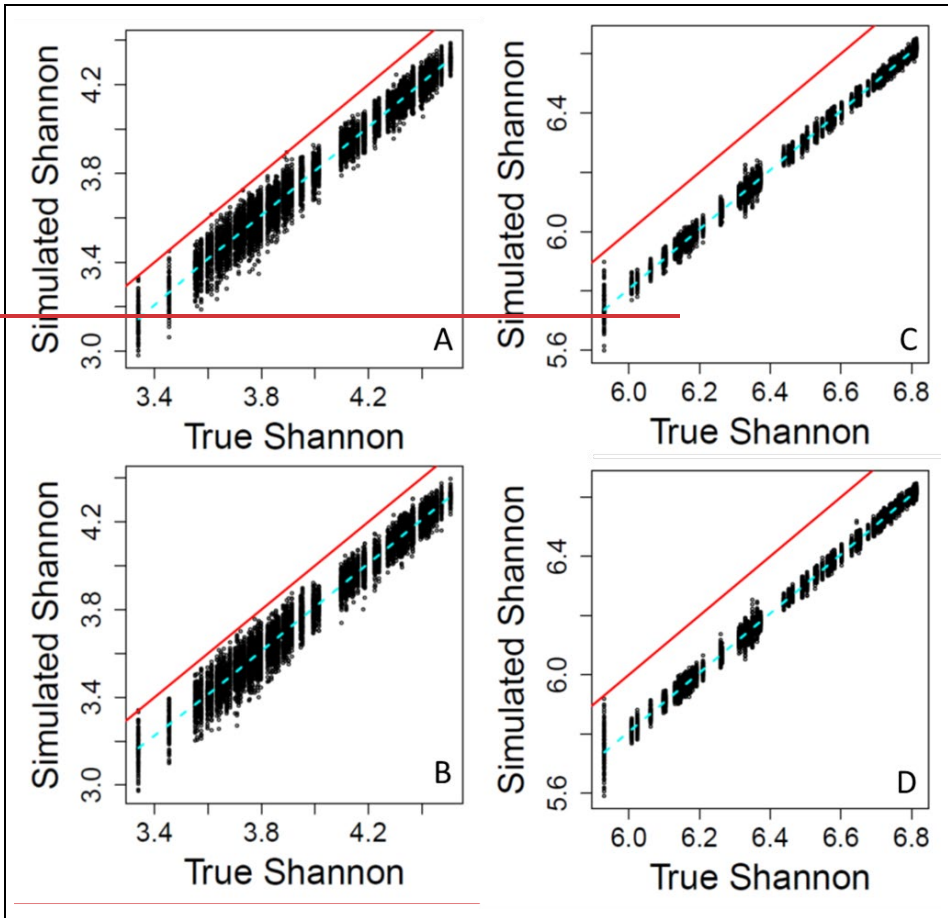 Simulated Shannon
4.2
3.8
3.4
3.0
A
3.4 3.8 4.2
True Shannon
Simulated Shannon
6.4
6.0
5.6
C
6.0 6.2 6.4 6.6 6.8
True Shannon
Simulated Shannon
4.2
3.8
3.4
3.0
B
3.4 3.8 4.2
True Shannon
Simulated Shannon
6.4
6.0
5.6
D
6.0 6.2 6.4 6.6 6.8
True Shannon